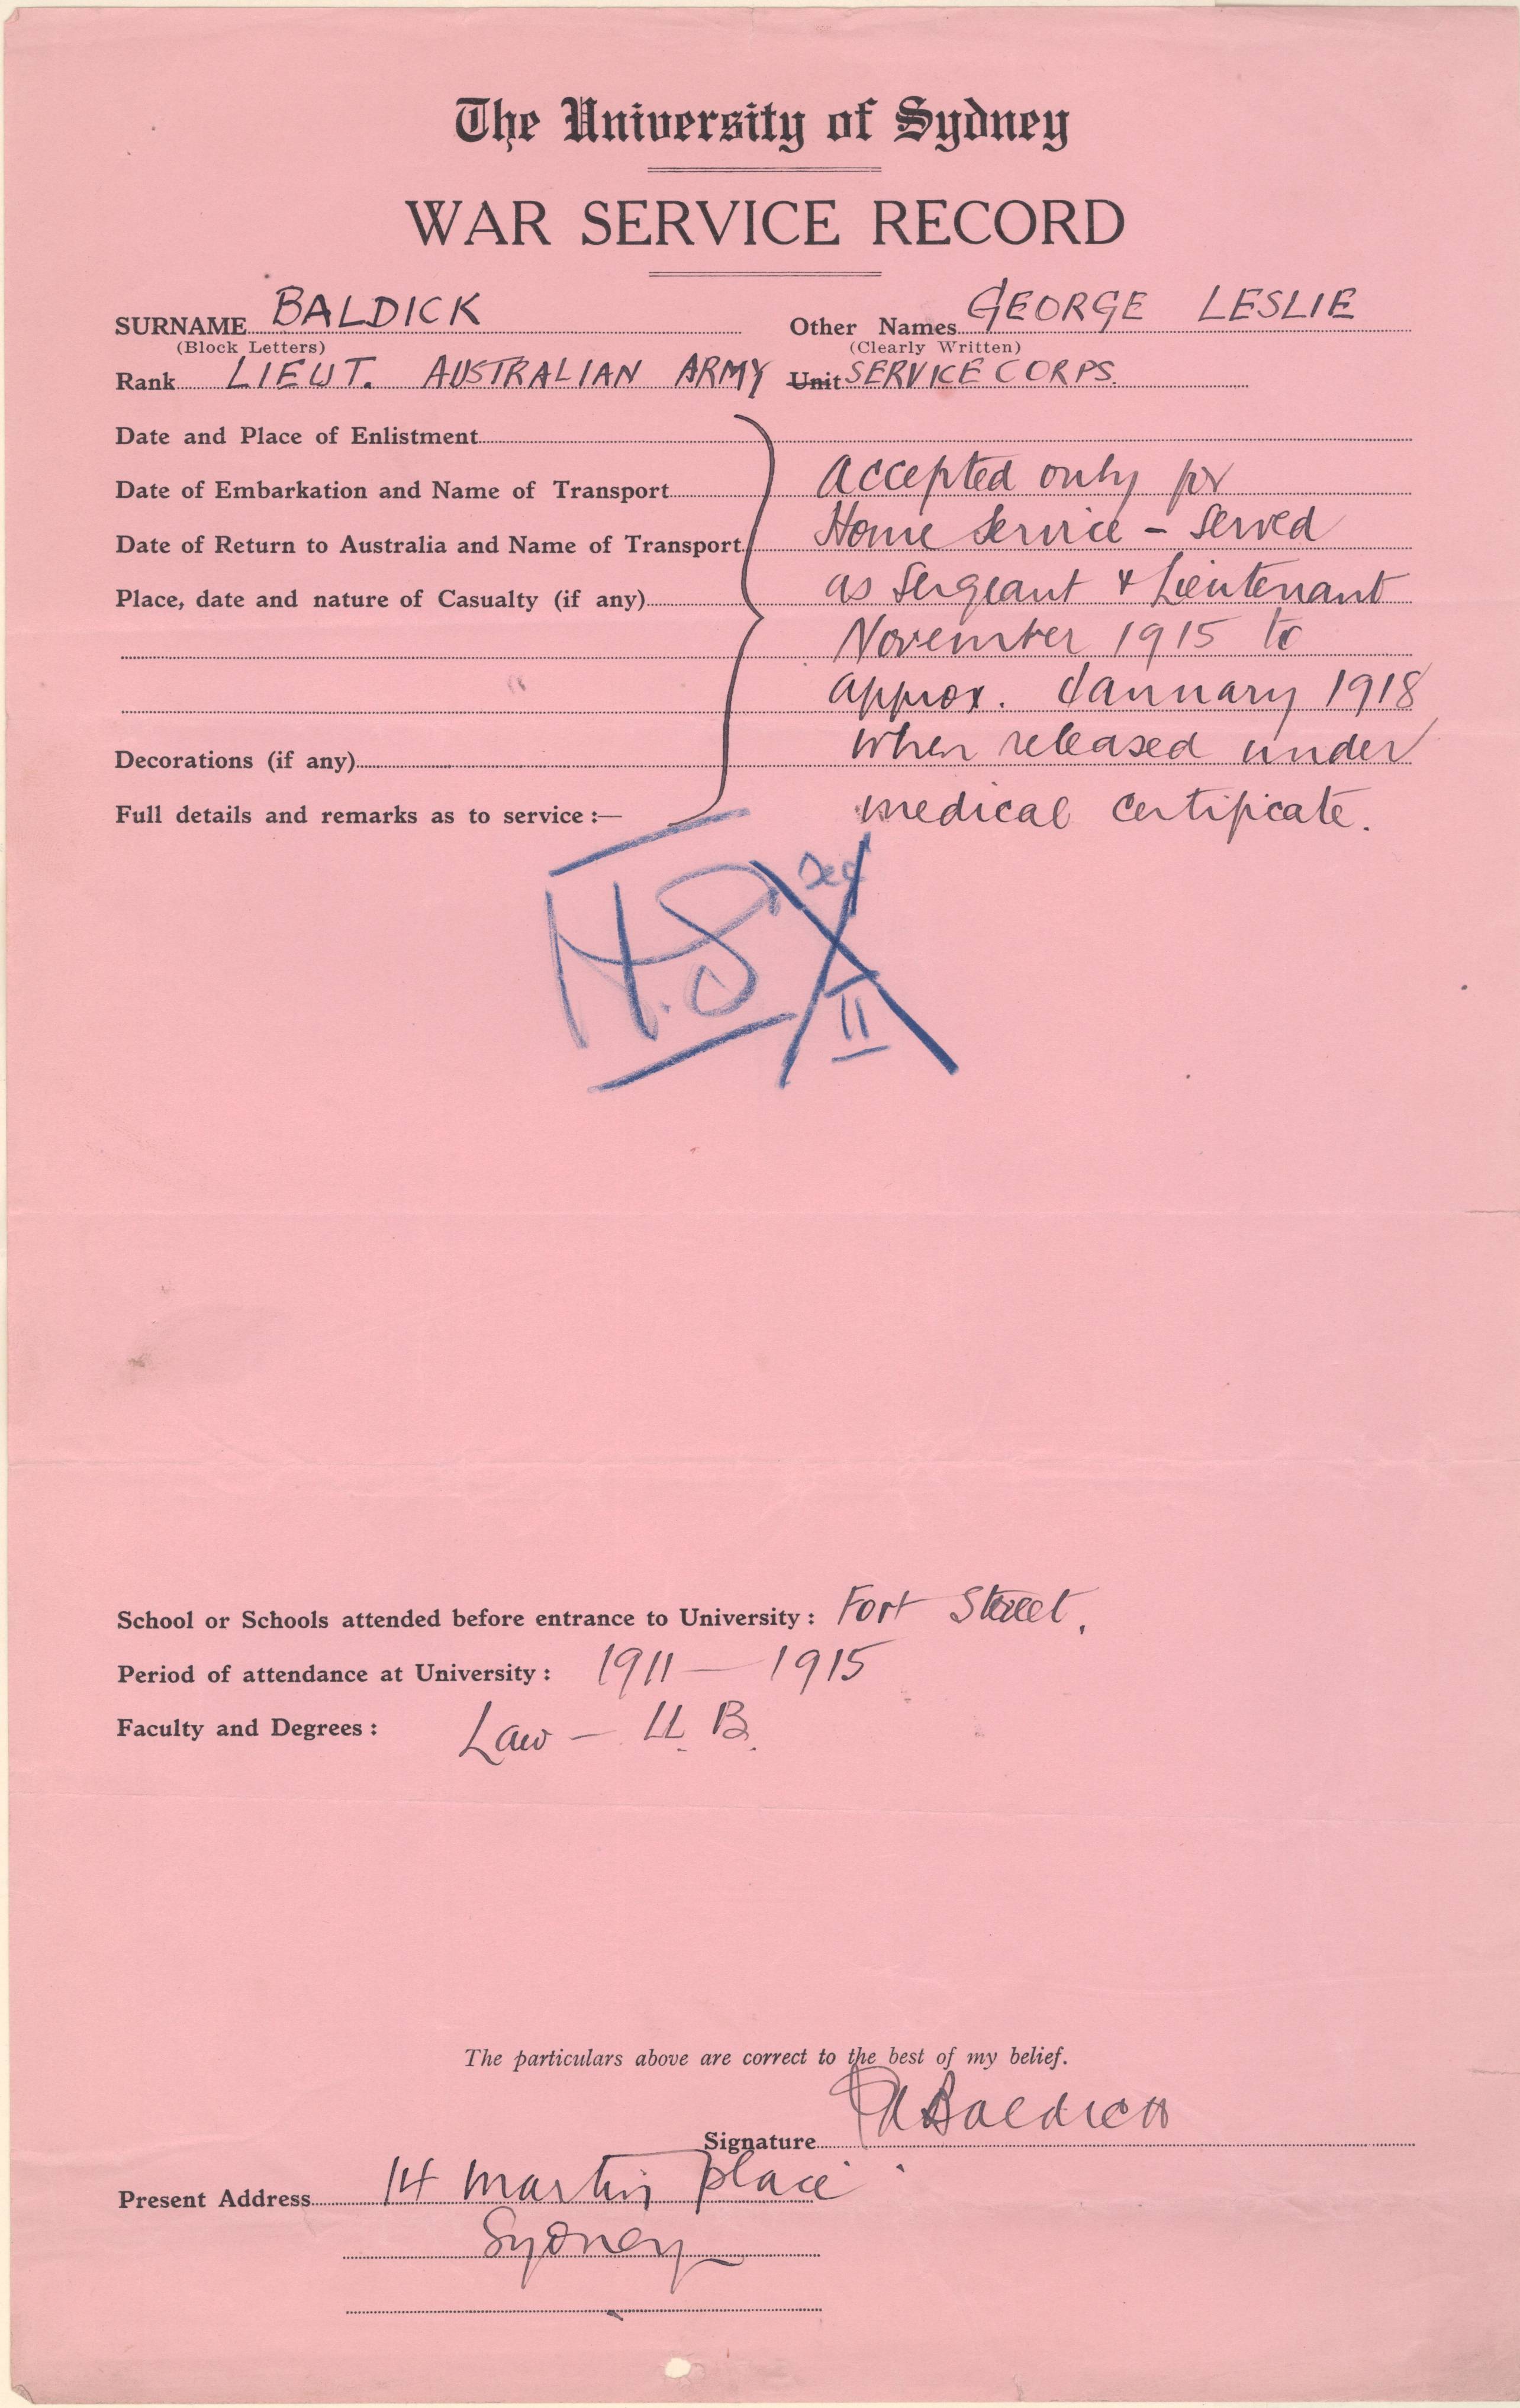 The University of Sydney
WAR SERVICE RECORD
SURNAME BALDICK Other Names GEORGE LESLIE
(Block Letters) (Clearly Written)
Rank LIEUT. AUSTRALIAN ARMY Unit SERVICE CORPS.
Date and Place of Enlistment
Date of Embarkation and Name of Transport Accepted only for
Date of Return to Australia and Name of Transport Home Service - Served
Place, date and nature of Casualty (if any) as Sergeant & Lieutenant
November 1915 to
approx. January 1918
Decorations (if any) when released under
Full details and remarks as to service :— medical certificate.
H.S.
II
School or Schools attended before entrance to University : Fort Street.
Period of attendance at University : 1911 — 1915
Faculty and Degrees : Law - LL.B.
The particulars above are correct to the best of my belief.
Signature Baldick
Present Address 14 Martin Place
Sydney